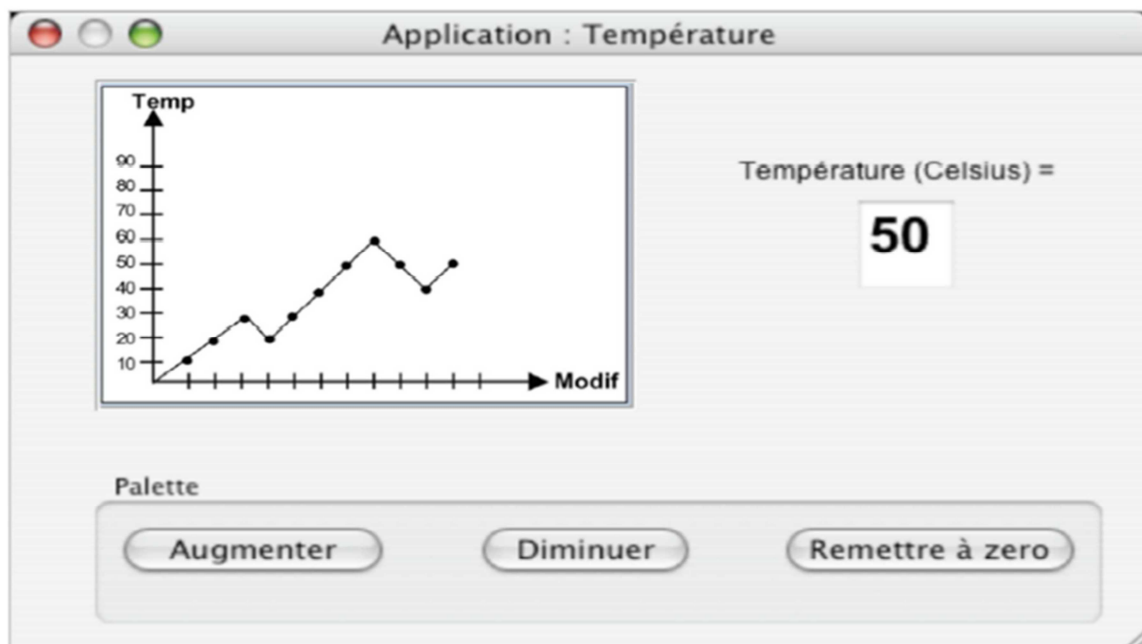 Application : Température
Temp
90
80
70
60
50
40
30
20
10
Modif
Température (Celsius) =
50
Palette
Augmenter
Diminuer
Remettre à zero